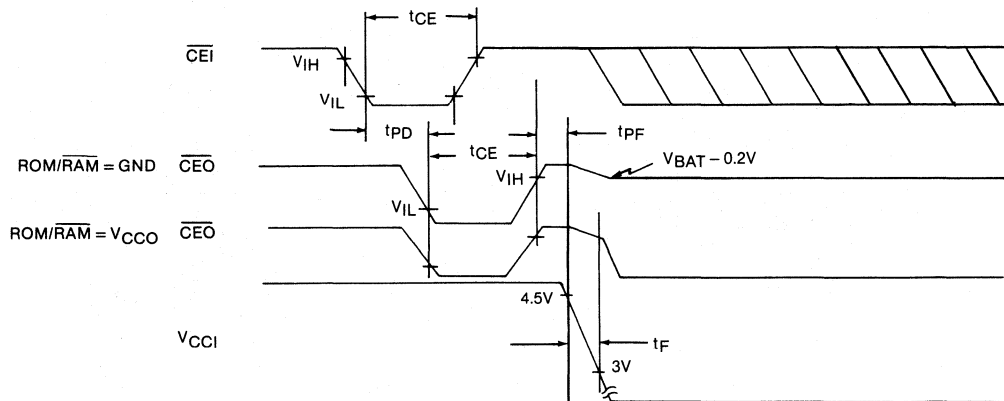 tCE
CEI
VIH
VIL
tPD
tPF
tCE
ROM/RAM = GND CEO
VBAT – 0.2V
VIH
VIL
ROM/RAM = VCCO CEO
4.5V
VCCI
tF
3V